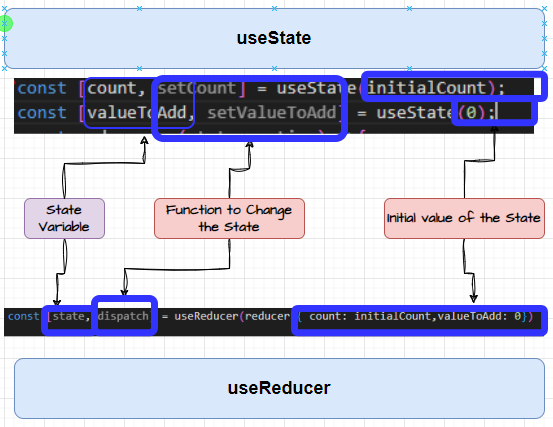 useState
const [count, setCount] = useState(initialCount);
const [valueToAdd, setValueToAdd] = useState(0);
State
Variable
Function to Change
the State
Initial value of the State
const [state, dispatch] = useReducer(reducer, { count: initialCount,valueToAdd: 0})
useReducer